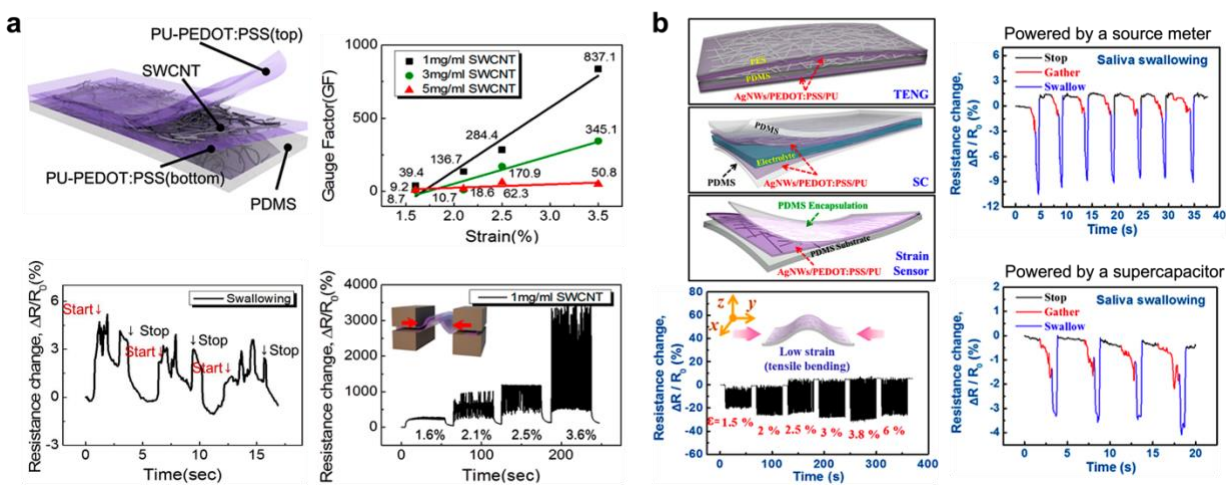 a
PU-PEDOT:PSS(top)
SWCNT
PU-PEDOT:PSS(bottom)
PDMS
Gauge Factor(GF)
1000
500
0
1mg/ml SWCNT
3mg/ml SWCNT
5mg/ml SWCNT
837.1
284.4
345.1
136.7
170.9
39.4
50.8
9.2
8.7
10.7
18.6
62.3
1.5
2.0
2.5
3.0
3.5
Strain(%)
Resistance change, ΔR/R₀(%)
6
3
0
Swallowing
Start↓
↓Stop
Start↓
↓Stop
Start↓
↓Stop
0
5
10
15
Time(sec)
Resistance change, ΔR/R₀(%)
4000
3000
2000
1000
0
1mg/ml SWCNT
1.6%
2.1%
2.5%
3.6%
0
100
200
300
Time(sec)
b
PES
PDMS
AgNWs/PEDOT:PSS/PU
TENG
PDMS
Electrolyte
PDMS
AgNWs/PEDOT:PSS/PU
SC
PDMS Encapsulation
PDMS Substrate
AgNWs/PEDOT:PSS/PU
Strain
Sensor
Resistance change,
ΔR / R₀ (%)
80
60
40
20
0
-20
-40
-60
z
y
x
Low strain
(tensile bending)
ε= 1.5 %
2 %
2.5 %
3 %
3.8 %
6 %
0
100
200
300
400
Time (s)
Powered by a source meter
Resistance change,
ΔR / R₀ (%)
6
3
0
-3
-6
-9
-12
Stop
Gather
Swallow
Saliva swallowing
0
5
10
15
20
25
30
35
40
Time (s)
Powered by a supercapacitor
Resistance change,
ΔR / R₀ (%)
2
1
0
-1
-2
-3
-4
Stop
Gather
Swallow
Saliva swallowing
0
5
10
15
20
Time (s)